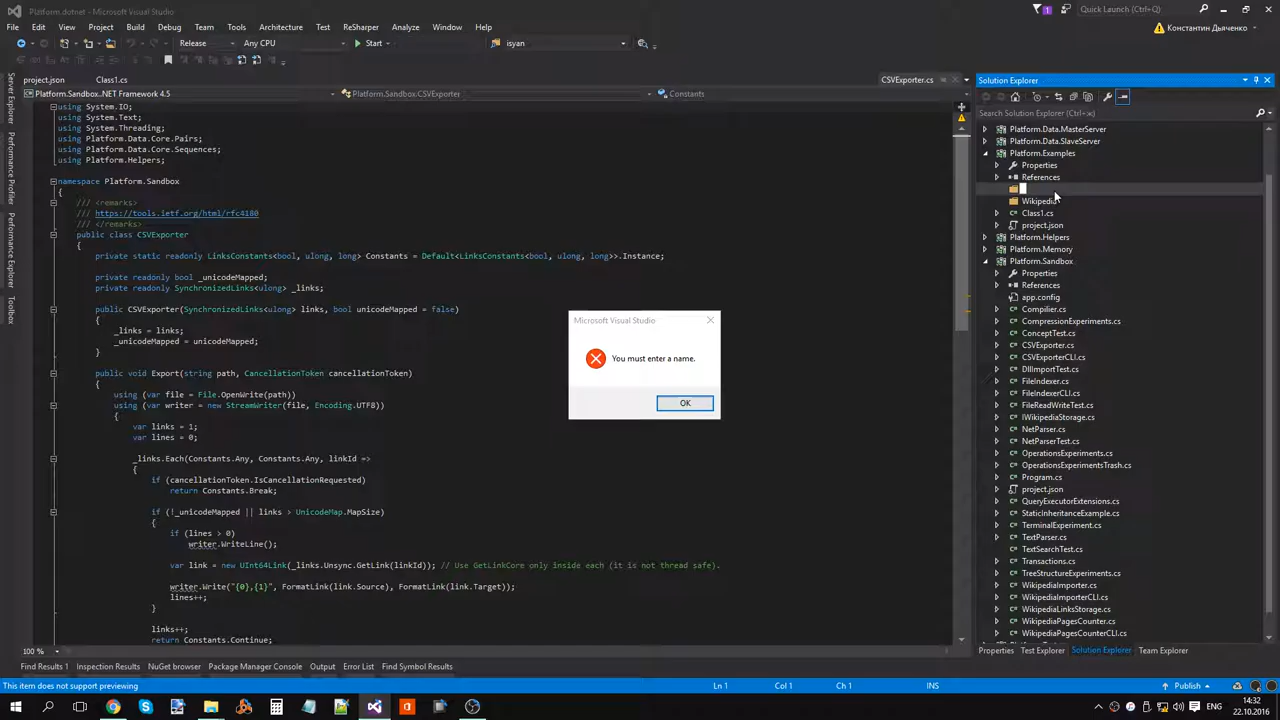 Platform.dotnet - Microsoft Visual Studio
Quick Launch (Ctrl+Q)
1
File Edit View Project Build Debug Team Tools Architecture Test ReSharper Analyze Window Help
Константин Дьяченко
Release Any CPU Start isyan
project.json Class1.cs CSVExporter.cs
Platform.Sandbox.NET Framework 4.5 Platform.Sandbox.CSVExporter Constants
Server Explorer
Performance Profiler
Performance Explorer
Toolbox
using System.IO;
using System.Text;
using System.Threading;
using Platform.Data.Core.Pairs;
using Platform.Data.Core.Sequences;
using Platform.Helpers;
namespace Platform.Sandbox
{
/// <remarks>
/// https://tools.ietf.org/html/rfc4180
/// </remarks>
public class CSVExporter
{
private static readonly LinksConstants<bool, ulong, long> Constants = Default<LinksConstants<bool, ulong, long>>.Instance;
private readonly bool _unicodeMapped;
private readonly SynchronizedLinks<ulong> _links;
public CSVExporter(SynchronizedLinks<ulong> links, bool unicodeMapped = false)
{
_links = links;
_unicodeMapped = unicodeMapped;
}
public void Export(string path, CancellationToken cancellationToken)
{
using (var file = File.OpenWrite(path))
using (var writer = new StreamWriter(file, Encoding.UTF8))
{
var links = 1;
var lines = 0;
_links.Each(Constants.Any, Constants.Any, linkId =>
{
if (cancellationToken.IsCancellationRequested)
return Constants.Break;
if (!_unicodeMapped || links > UnicodeMap.MapSize)
{
if (lines > 0)
writer.WriteLine();
var link = new UInt64Link(_links.Unsync.GetLink(linkId)); // Use GetLinkCore only inside each (it is not thread safe).
writer.Write("{0},{1}", FormatLink(link.Source), FormatLink(link.Target));
lines++;
}
links++;
return Constants.Continue;
100 %
Microsoft Visual Studio
You must enter a name.
OK
Solution Explorer
Search Solution Explorer (Ctrl+ж)
Platform.Data.MasterServer
Platform.Data.SlaveServer
Platform.Examples
Properties
References
Wikipedia
Class1.cs
project.json
Platform.Helpers
Platform.Memory
Platform.Sandbox
Properties
References
app.config
Compilier.cs
CompressionExperiments.cs
ConceptTest.cs
CSVExporter.cs
CSVExporterCLI.cs
DllImportTest.cs
FileIndexer.cs
FileIndexerCLI.cs
FileReadWriteTest.cs
IWikipediaStorage.cs
NetParser.cs
NetParserTest.cs
OperationsExperiments.cs
OperationsExperimentsTrash.cs
Program.cs
project.json
QueryExecutorExtensions.cs
StaticInheritanceExample.cs
TerminalExperiment.cs
TextParser.cs
TextSearchTest.cs
Transactions.cs
TreeStructureExperiments.cs
WikipediaImporter.cs
WikipediaImporterCLI.cs
WikipediaLinksStorage.cs
WikipediaPagesCounter.cs
WikipediaPagesCounterCLI.cs
Properties Test Explorer Solution Explorer Team Explorer
Find Results 1 Inspection Results NuGet browser Package Manager Console Output Error List Find Symbol Results
This item does not support previewing Ln 1 Col 1 Ch 1 INS Publish
ENG 14:32
22.10.2016